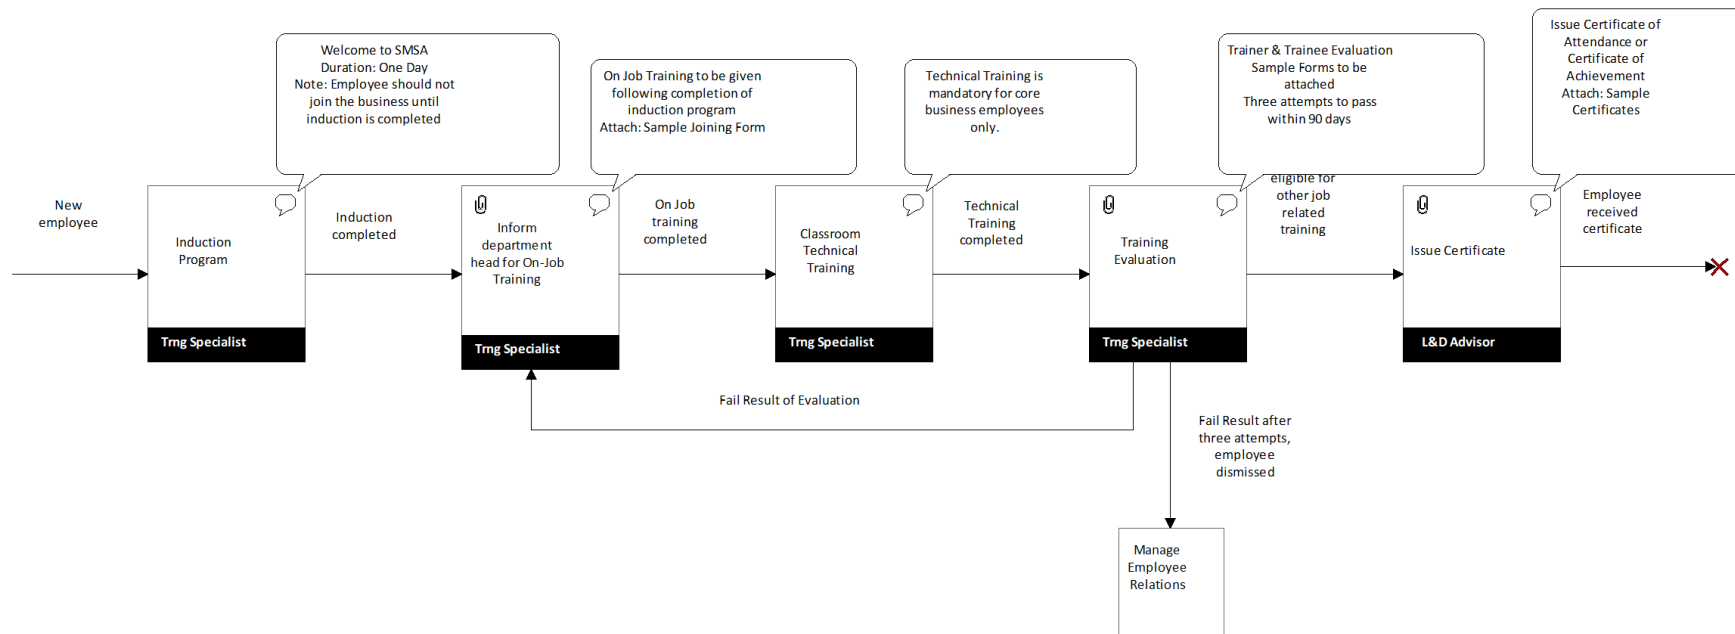 Welcome to SMSA
Duration: One Day
Note: Employee should not
join the business until
induction is completed
On Job Training to be given
following completion of
induction program
Attach: Sample Joining Form
Technical Training is
mandatory for core
business employees
only.
Trainer & Trainee Evaluation
Sample Forms to be
attached
Three attempts to pass
within 90 days
Issue Certificate of
Attendance or
Certificate of
Achievement
Attach: Sample
Certificates
New
employee
Induction
Program
Trng Specialist
Induction
completed
Inform
department
head for On-Job
Training
Trng Specialist
On Job
training
completed
Classroom
Technical
Training
Trng Specialist
Technical
Training
completed
Training
Evaluation
Trng Specialist
eligible for
other job
related
training
Issue Certificate
L&D Advisor
Employee
received
certificate
Fail Result of Evaluation
Fail Result after
three attempts,
employee
dismissed
Manage
Employee
Relations